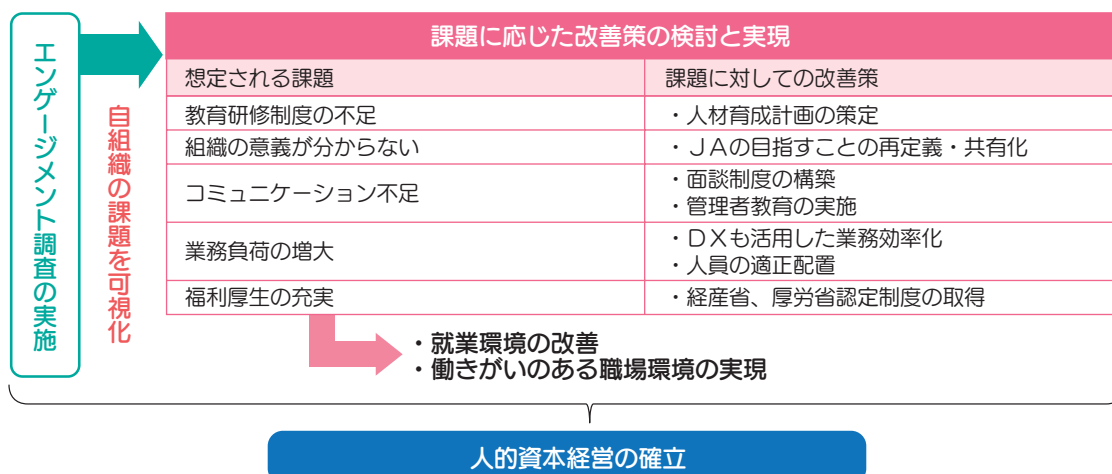 エンゲージメント調査の実施
自組織の課題を可視化
課題に応じた改善策の検討と実現
想定される課題
課題に対しての改善策
教育研修制度の不足
・人材育成計画の策定
組織の意義が分からない
・ＪＡの目指すことの再定義・共有化
コミュニケーション不足
・面談制度の構築
・管理者教育の実施
業務負荷の増大
・ＤＸも活用した業務効率化
・人員の適正配置
福利厚生の充実
・経産省、厚労省認定制度の取得
・就業環境の改善
・働きがいのある職場環境の実現
人的資本経営の確立